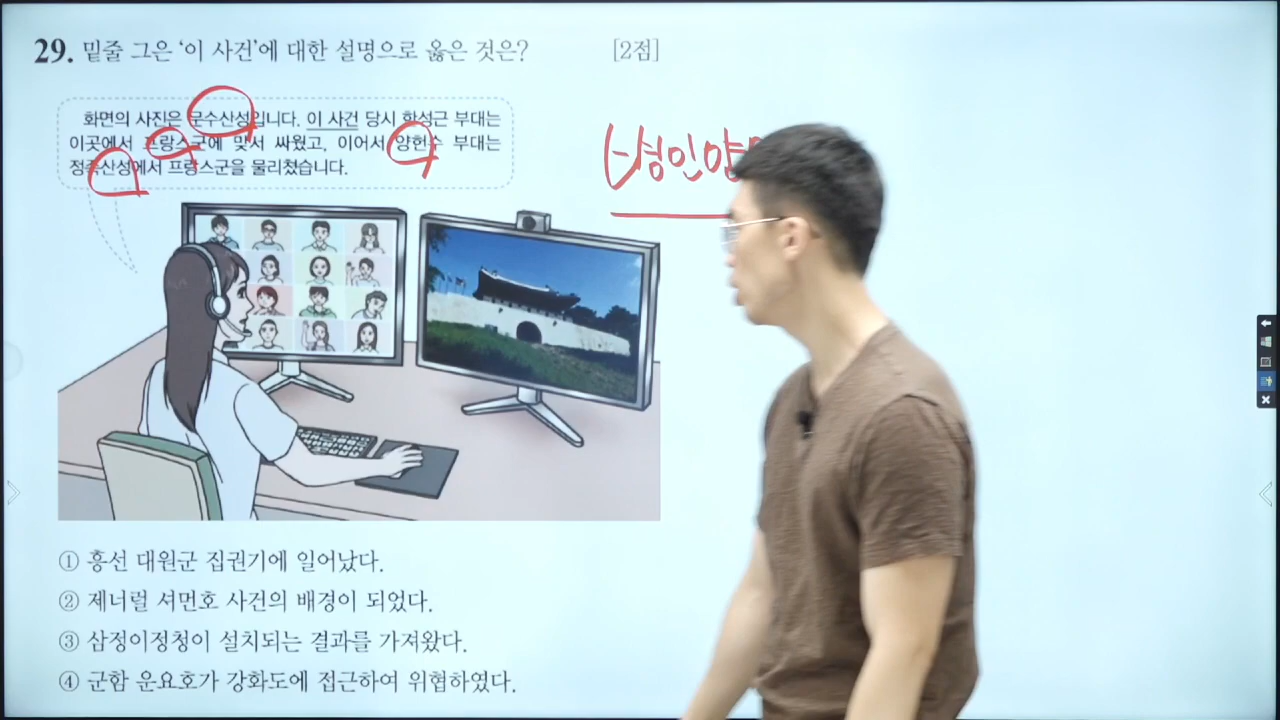 29. 밑줄 그은 '이 사건'에 대한 설명으로 옳은 것은? [2점]
화면의 사진은 문수산성입니다. 이 사건 당시 한성근 부대는
이곳에서 프랑스군에 맞서 싸웠고, 이어서 양헌수 부대는
정족산성에서 프랑스군을 물리쳤습니다.
병인양
① 흥선 대원군 집권기에 일어났다.
② 제너럴 셔먼호 사건의 배경이 되었다.
③ 삼정이정청이 설치되는 결과를 가져왔다.
④ 군함 운요호가 강화도에 접근하여 위협하였다.